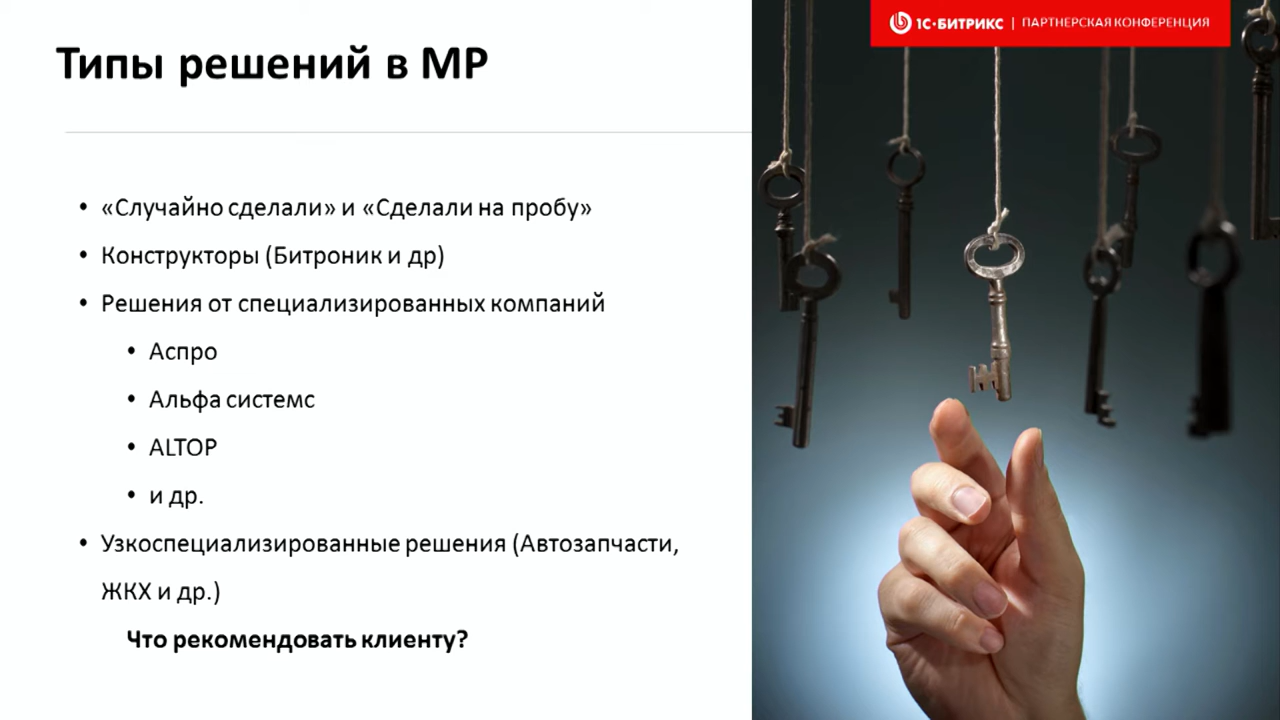 1С·БИТРИКС | ПАРТНЕРСКАЯ КОНФЕРЕНЦИЯ
Типы решений в МР
• «Случайно сделали» и «Сделали на пробу»
• Конструкторы (Битроник и др)
• Решения от специализированных компаний
• Аспро
• Альфа системс
• ALTOP
• и др.
• Узкоспециализированные решения (Автозапчасти,
ЖКХ и др.)
Что рекомендовать клиенту?